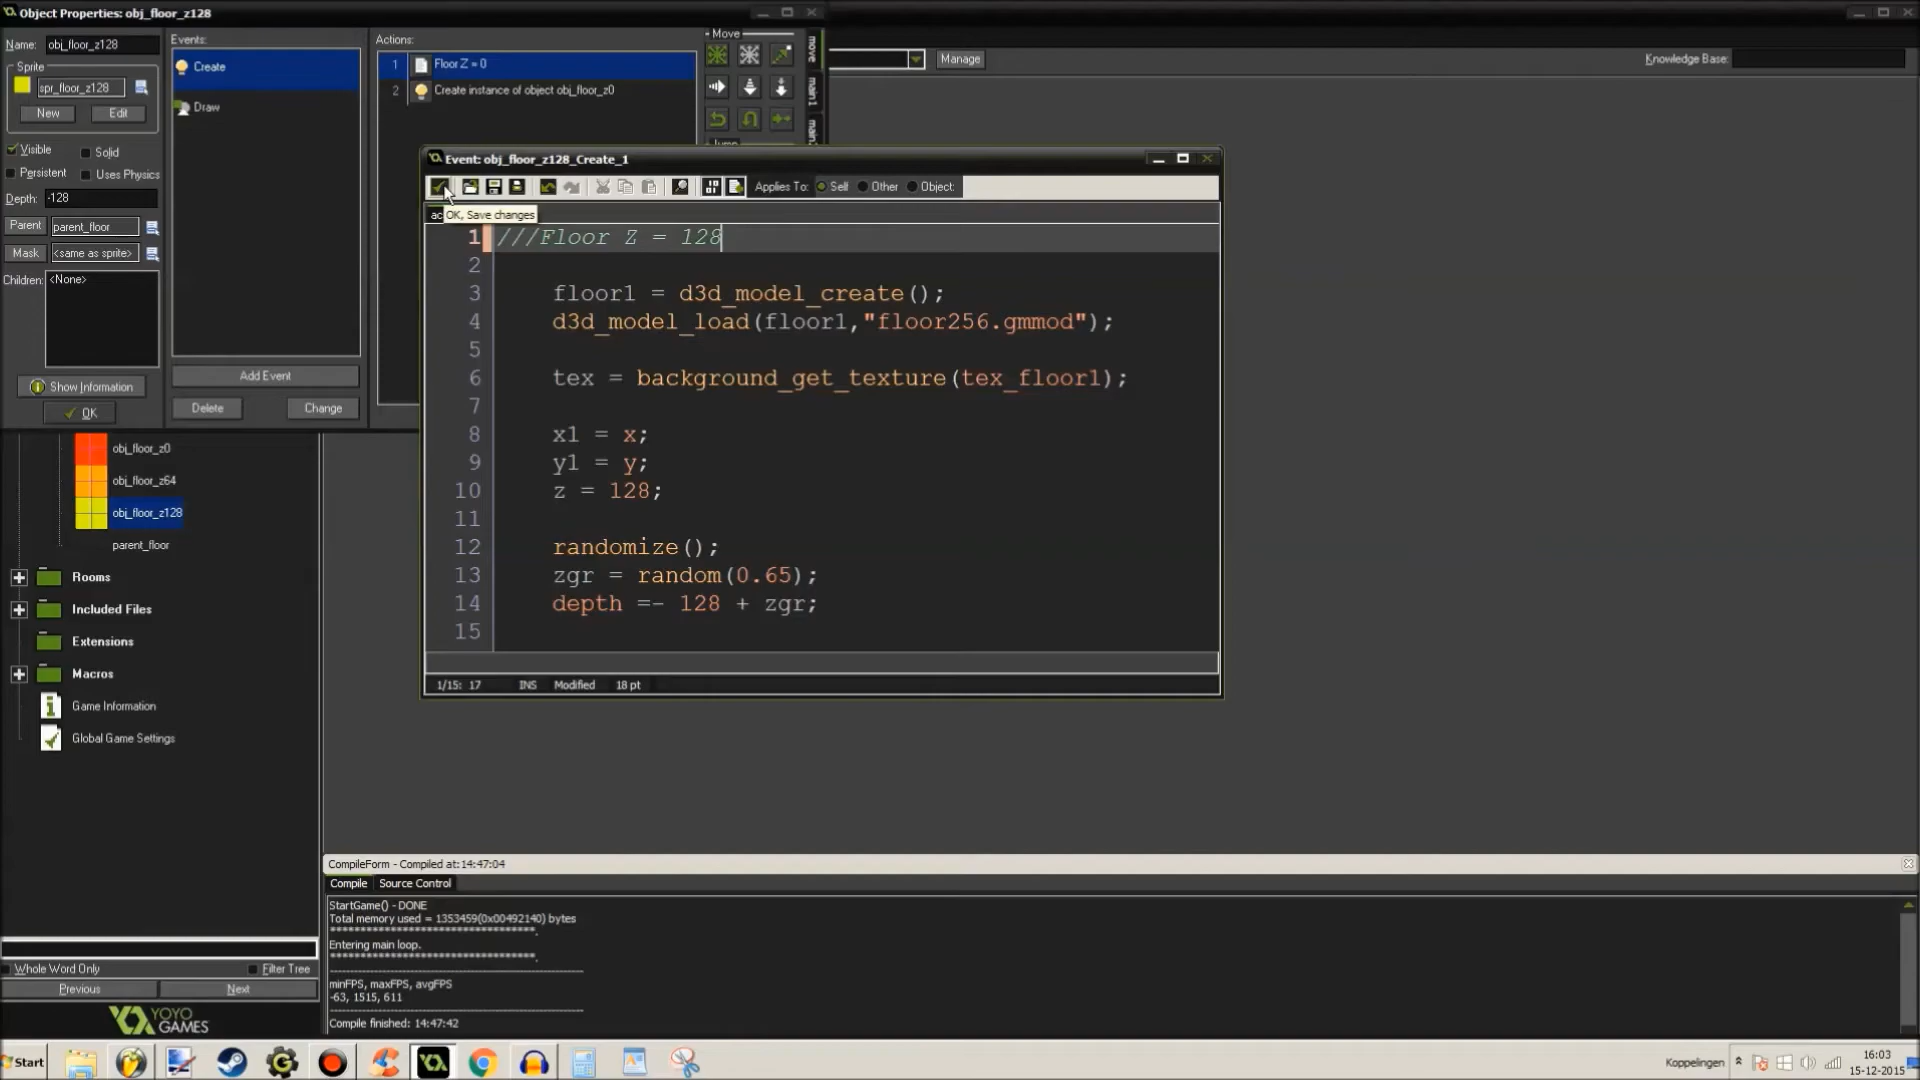 Object Properties: obj_floor_z128
Name: obj_floor_z128
Sprite
spr_floor_z128
New Edit
Visible Solid
Persistent Uses Physics
Depth: -128
Parent parent_floor
Mask <same as sprite>
Children: <None>
Show Information
OK
Events:
Create
Draw
Add Event
Delete Change
Actions:
1 Floor Z = 0
2 Create instance of object obj_floor_z0
Move
move
main1
Manage
Knowledge Base:
Event: obj_floor_z128_Create_1
Applies To: Self Other Object:
OK, Save changes
1 ///Floor Z = 128
2
3 floor1 = d3d_model_create();
4 d3d_model_load(floor1,"floor256.gmmod");
5
6 tex = background_get_texture(tex_floor1);
7
8 x1 = x;
9 y1 = y;
10 z = 128;
11
12 randomize();
13 zgr = random(0.65);
14 depth =- 128 + zgr;
15
1/15: 17 INS Modified 18 pt
obj_floor_z0
obj_floor_z64
obj_floor_z128
parent_floor
Rooms
Included Files
Extensions
Macros
Game Information
Global Game Settings
Whole Word Only Filter Tree
Previous Next
YOYO
GAMES
CompileForm - Compiled at:14:47:04
Compile Source Control
StartGame() - DONE
Total memory used = 1353459(0x00492140) bytes
Entering main loop.
minFPS, maxFPS, avgFPS
-63, 1515, 611
Compile finished: 14:47:42
Start
Koppelingen
16:03
15-12-2015